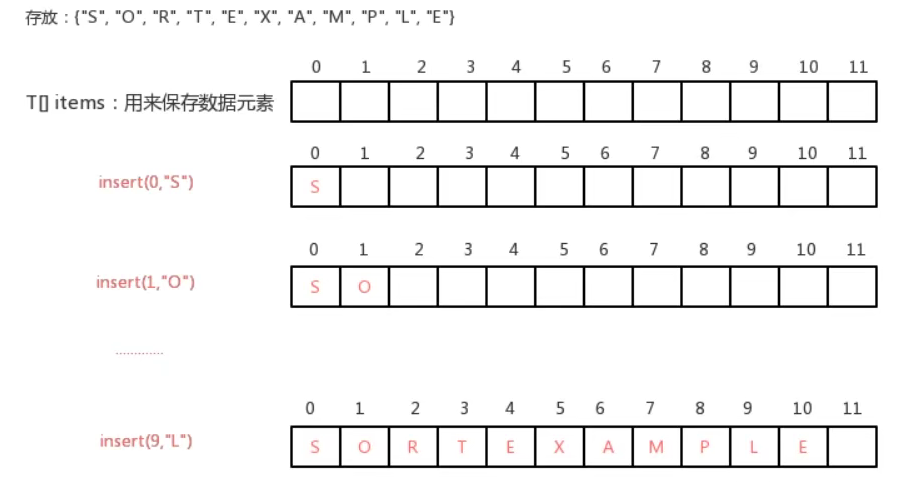 存放：{"S", "O", "R", "T", "E", "X", "A", "M", "P", "L", "E"}
0 1 2 3 4 5 6 7 8 9 10 11
T[] items：用来保存数据元素
0 1 2 3 4 5 6 7 8 9 10 11
insert(0,"S") S
0 1 2 3 4 5 6 7 8 9 10 11
insert(1,"O") S O
.............
0 1 2 3 4 5 6 7 8 9 10 11
insert(9,"L") S O R T E X A M P L E